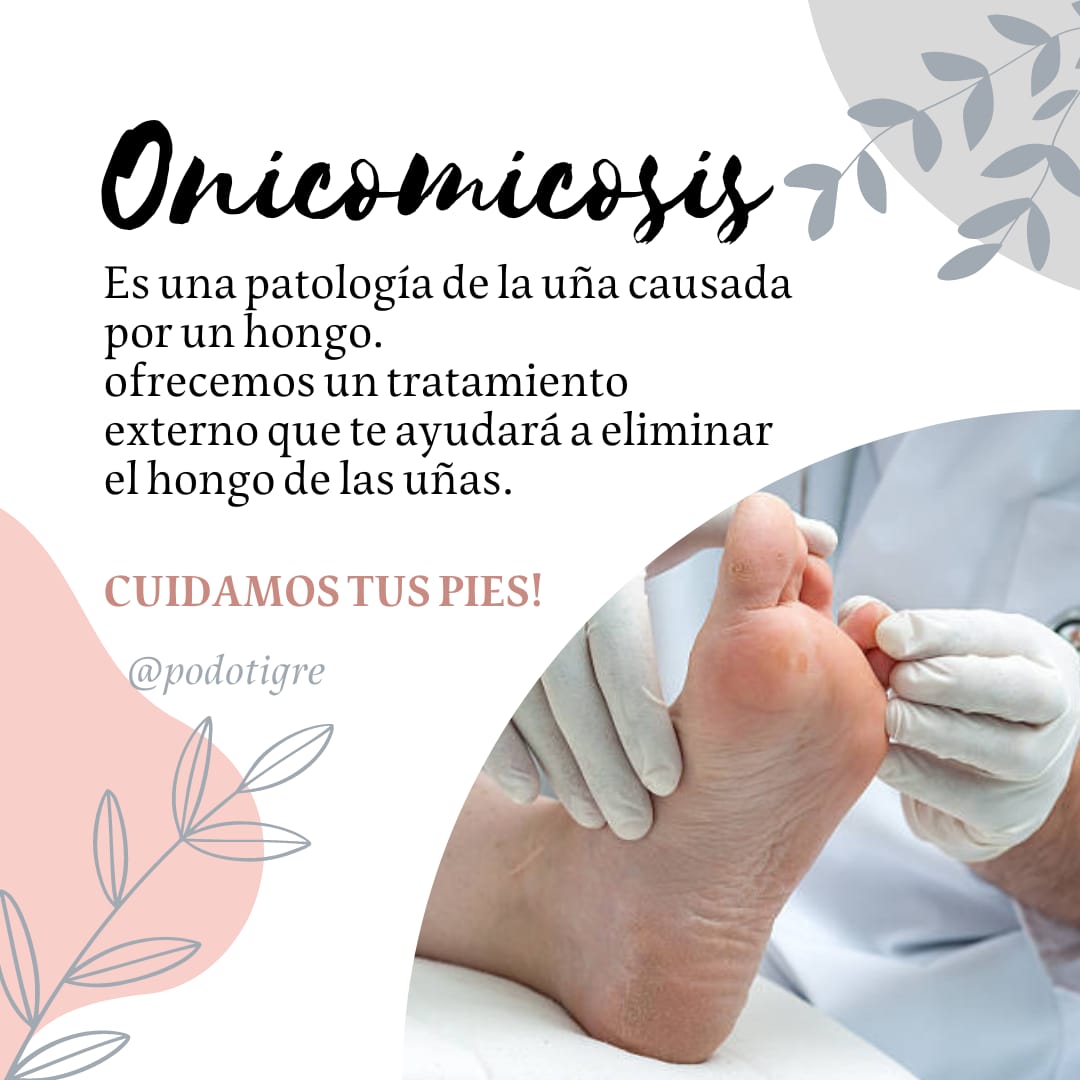 Onicomicosis
Es una patología de la uña causada
por un hongo.
ofrecemos un tratamiento
externo que te ayudará a eliminar
el hongo de las uñas.
CUIDAMOS TUS PIES!
@podotigre